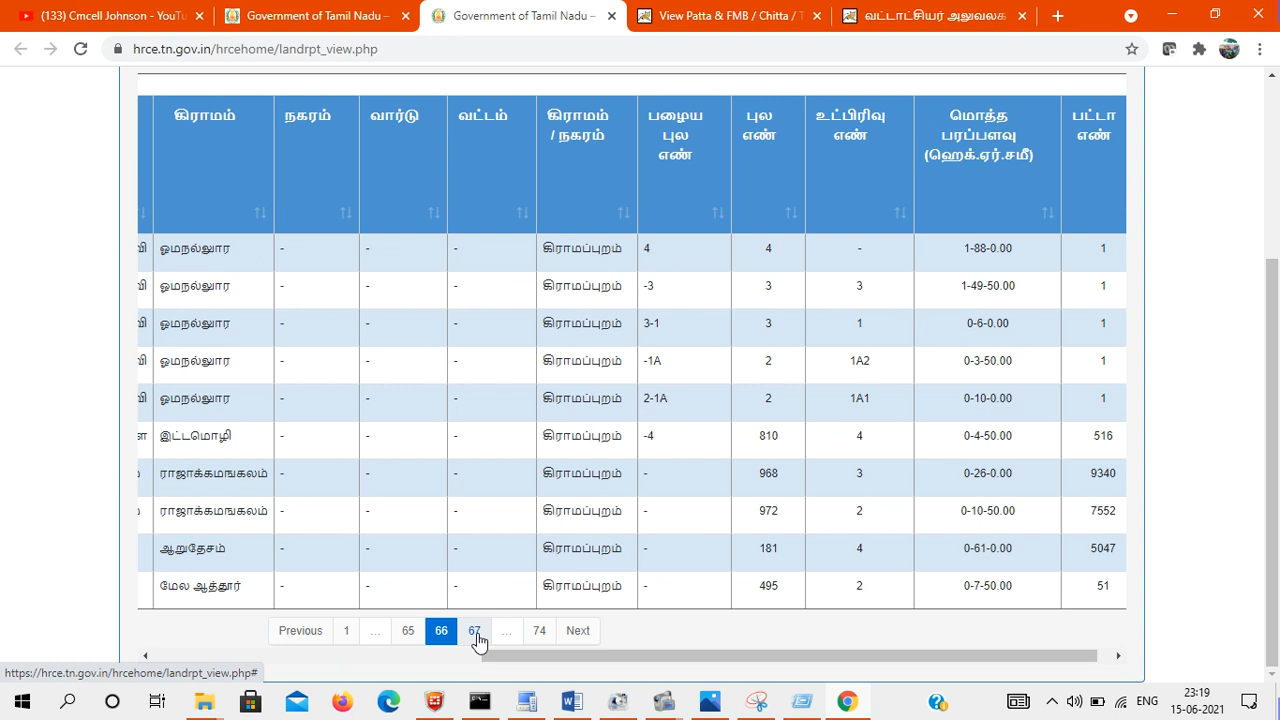 (133) Cmcell Johnson - YouTu
Government of Tamil Nadu -
Government of Tamil Nadu -
View Patta & FMB / Chitta / T
வட்டாட்சியர் அலுவலக
hrce.tn.gov.in/hrcehome/landrpt_view.php
கிராமம் நகரம் வார்டு வட்டம் கிராமம் / நகரம் பழைய புல எண் புல எண் உட்பிரிவு எண் மொத்த பரப்பளவு (ஹெக்.ஏர்.சமீ) பட்டா எண்
வி ஓமநல்லுார - - - கிராமப்புறம் 4 4 - 1-88-0.00 1
வி ஓமநல்லுார - - - கிராமப்புறம் -3 3 3 1-49-50.00 1
வி ஓமநல்லுார - - - கிராமப்புறம் 3-1 3 1 0-6-0.00 1
வி ஓமநல்லுார - - - கிராமப்புறம் -1A 2 1A2 0-3-50.00 1
வி ஓமநல்லுார - - - கிராமப்புறம் 2-1A 2 1A1 0-10-0.00 1
இட்டமொழி - - - கிராமப்புறம் -4 810 4 0-4-50.00 516
ராஜாக்கமஙகலம் - - - கிராமப்புறம் - 968 3 0-26-0.00 9340
ராஜாக்கமஙகலம் - - - கிராமப்புறம் - 972 2 0-10-50.00 7552
ஆறுதேசம் - - - கிராமப்புறம் - 181 4 0-61-0.00 5047
மேல ஆத்தூர் - - - கிராமப்புறம் - 495 2 0-7-50.00 51
Previous 1 ... 65 66 67 ... 74 Next
https://hrce.tn.gov.in/hrcehome/landrpt_view.php#
ENG
23:19
15-06-2021